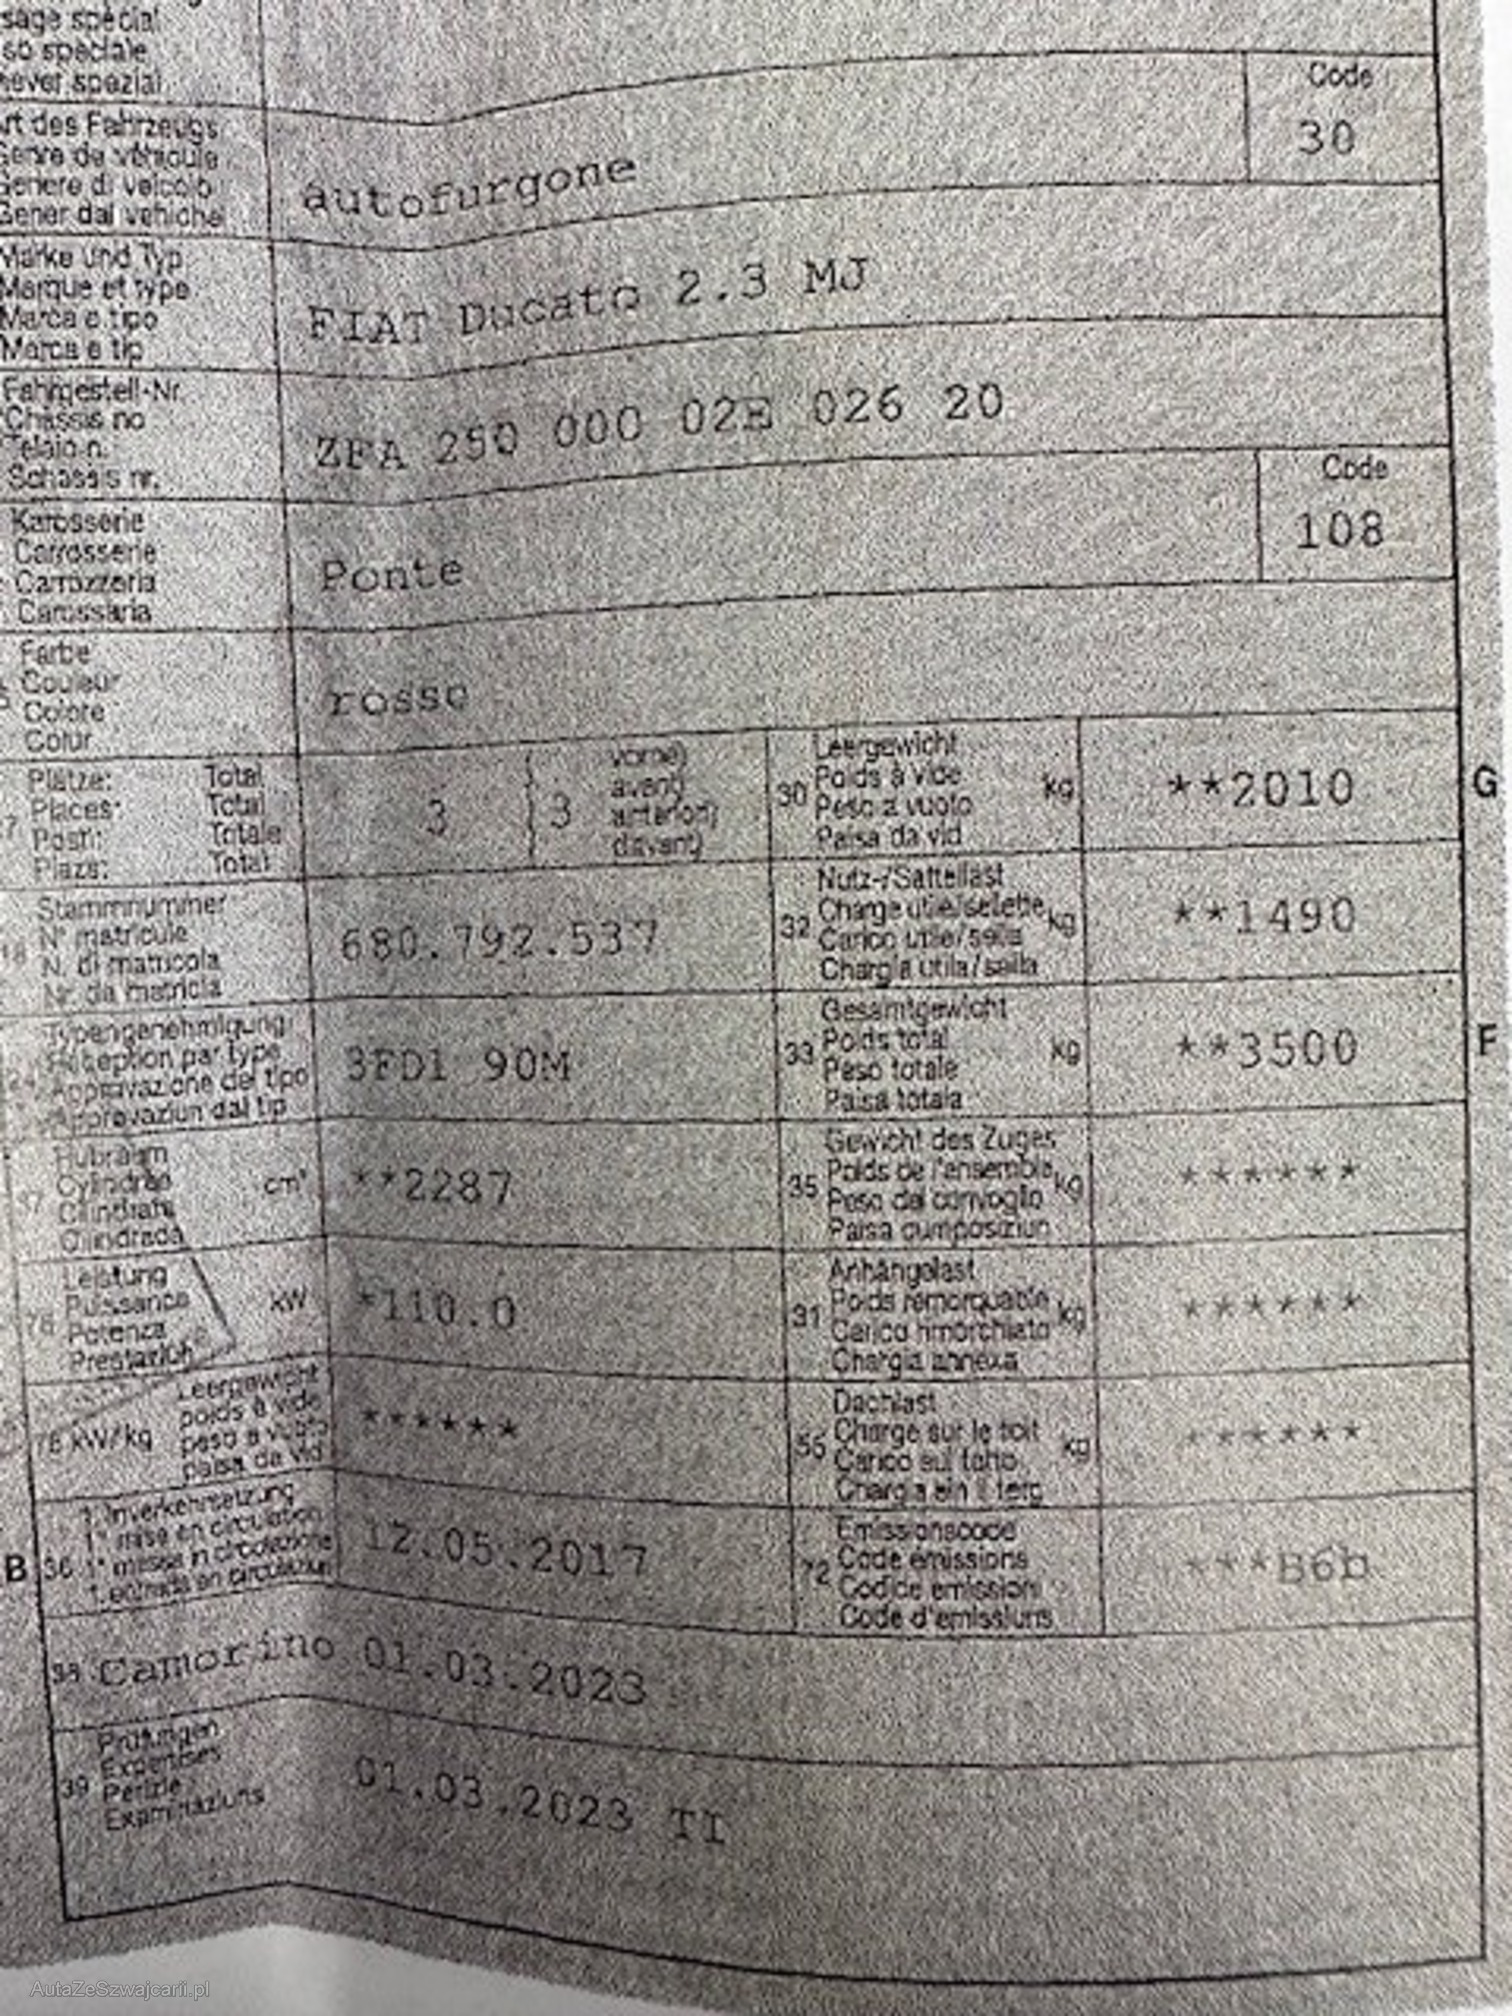 sage spécial
so speciale
never spezial
Art des Fahrzeugs
Genre de véhicule
Genere di veicolo
Gener dal vehichel
autofurgone
Code
30
Marke und Typ
Marque et type
Marca e tipo
Marca e tip
FIAT Ducato 2.3 MJ
Fahrgestell-Nr.
Châssis no
Telaio n.
Schassis nr.
ZFA 250 000 02E 026 20
Karosserie
Carrosserie
Carrozzeria
Carossaria
Ponte
Code
108
Farbe
Couleur
Colore
Colur
rosso
Plätze: Total
Places: Total
Posti: Totale
Plazs: Total
3
3
vorne)
avant)
anteriori)
davant)
30
Leergewicht
Poids à vide
Peso a vuoto
Paisa da vid
kg
**2010
G
Stammnummer
N° matricule
N. di matricola
Nr. da matricla
680.792.537
32
Nutz-/Sattellast
Charge utile/sellette
Carico utile/sella
Chargia utila/sella
kg
**1490
Typengenehmigung
Réception par type
Approvazione del tipo
Approvaziun dal tip
3FD1 90M
33
Gesamtgewicht
Poids total
Peso totale
Paisa totala
kg
**3500
F
37
Hubraum
Cylindrée
Cilindrata
Cilindrada
cm³
**2287
35
Gewicht des Zuges
Poids de l'ensemble
Peso del convoglio
Paisa cumposiziun
kg
******
76
Leistung
Puissance
Potenza
Prestaziun
kW
*110.0
31
Anhängelast
Poids remorquable
Carico rimorchiato
Chargia annexa
kg
******
78 kW/kg
Leergewicht
poids à vide
peso a vuoto
paisa da vid
******
55
Dachlast
Charge sur le toit
Carico sul tetto
Chargia sin il tetg
kg
******
B
36
1. Inverkehrsetzung
1re mise en circulation
1a messa in circolazione
1. entrada en circulaziun
12.05.2017
72
Emissionscode
Code émissions
Codice emissioni
Code d'emissiuns
***B6b
38 Camorino 01.03.2023
39
Prüfungen
Expertises
Perizie
Examinaziuns
01.03.2023 TI
AutaZeSzwajcarii.pl